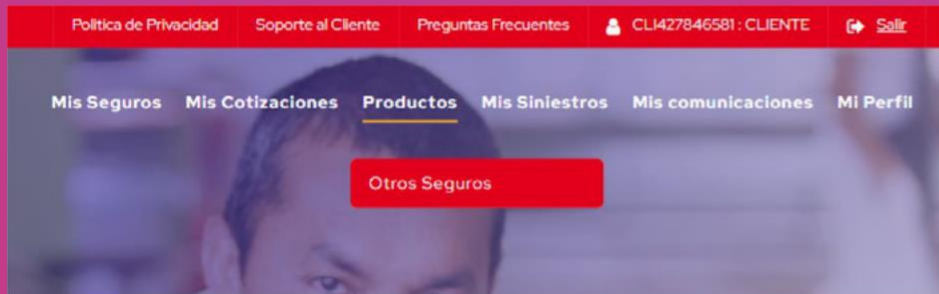 Política de Privacidad Soporte al Cliente Preguntas Frecuentes CLI427846581 : CLIENTE Salir
Mis Seguros Mis Cotizaciones Productos Mis Siniestros Mis comunicaciones Mi Perfil
Otros Seguros